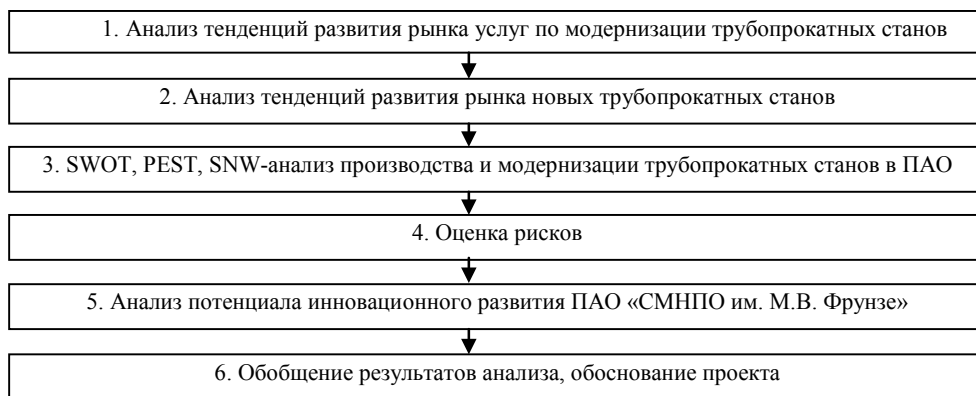 1. Анализ тенденций развития рынка услуг по модернизации трубопрокатных станов
2. Анализ тенденций развития рынка новых трубопрокатных станов
3. SWOT, PEST, SNW-анализ производства и модернизации трубопрокатных станов в ПАО
4. Оценка рисков
5. Анализ потенциала инновационного развития ПАО «СМНПО им. М.В. Фрунзе»
6. Обобщение результатов анализа, обоснование проекта